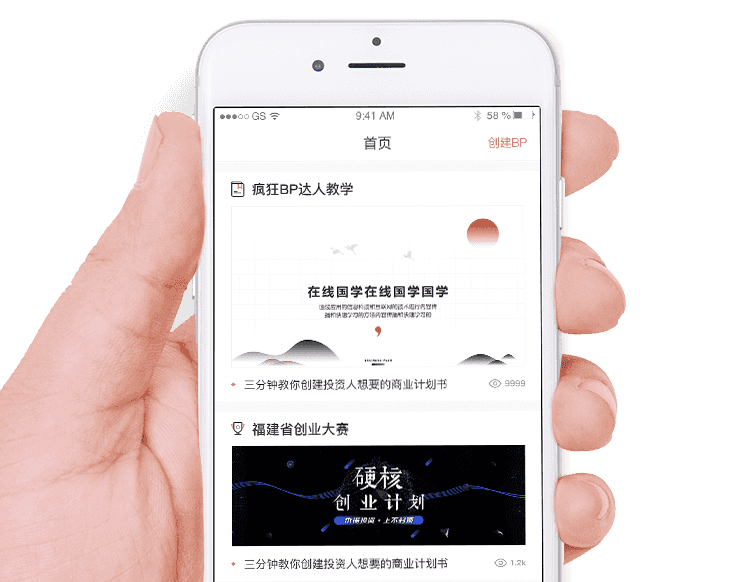 GS 9:41 AM 58 %
首页 创建BP
疯狂BP达人教学
在线国学在线国学国学
三分钟教你创建投资人想要的商业计划书 9999
福建省创业大赛
硬核
创业计划
三分钟教你创建投资人想要的商业计划书 1.2k